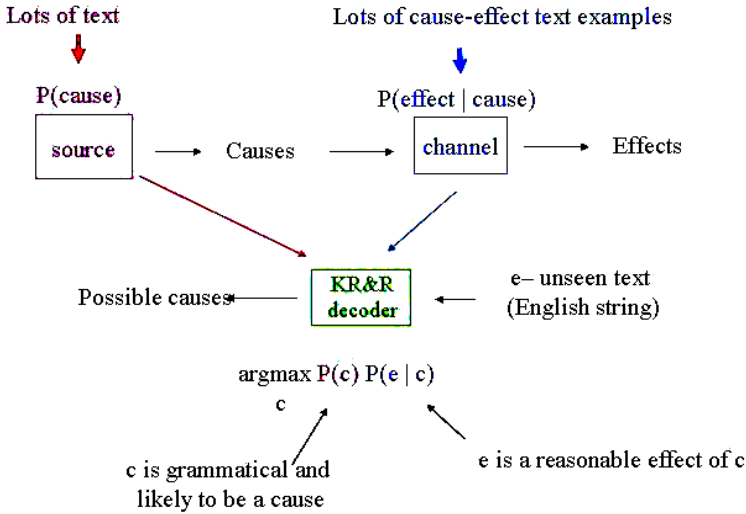 Lots of text
Lots of cause-effect text examples
P(cause)
P(effect | cause)
source
Causes
channel
Effects
Possible causes
KR&R
decoder
e– unseen text
(English string)
argmax P(c) P(e | c)
c
c is grammatical and
likely to be a cause
e is a reasonable effect of c